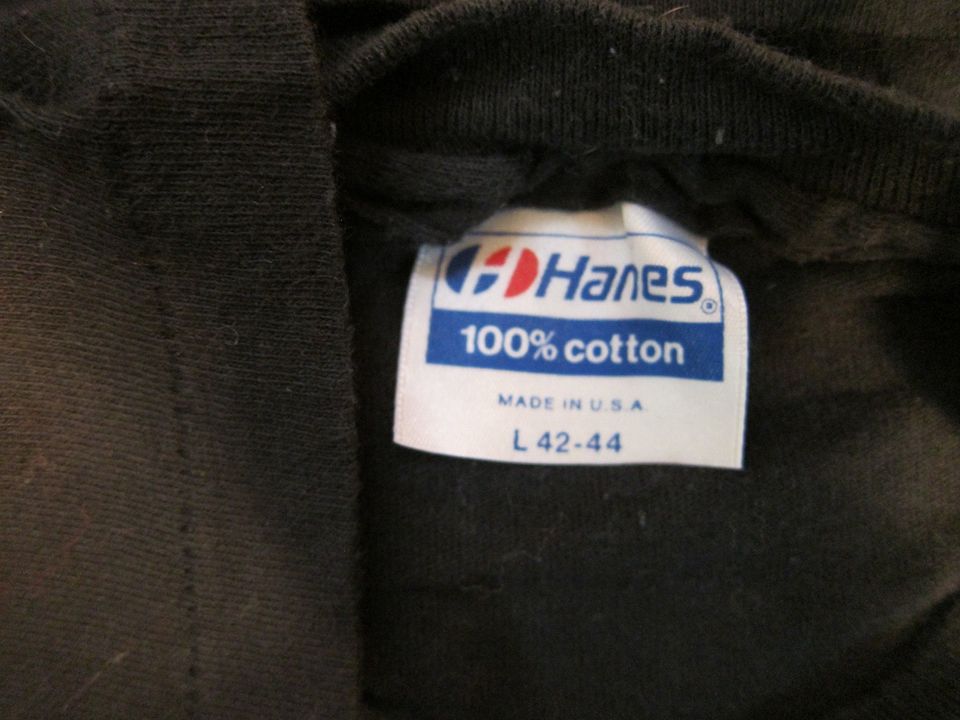 Hanes®
100% cotton
MADE IN U.S.A.
L 42-44